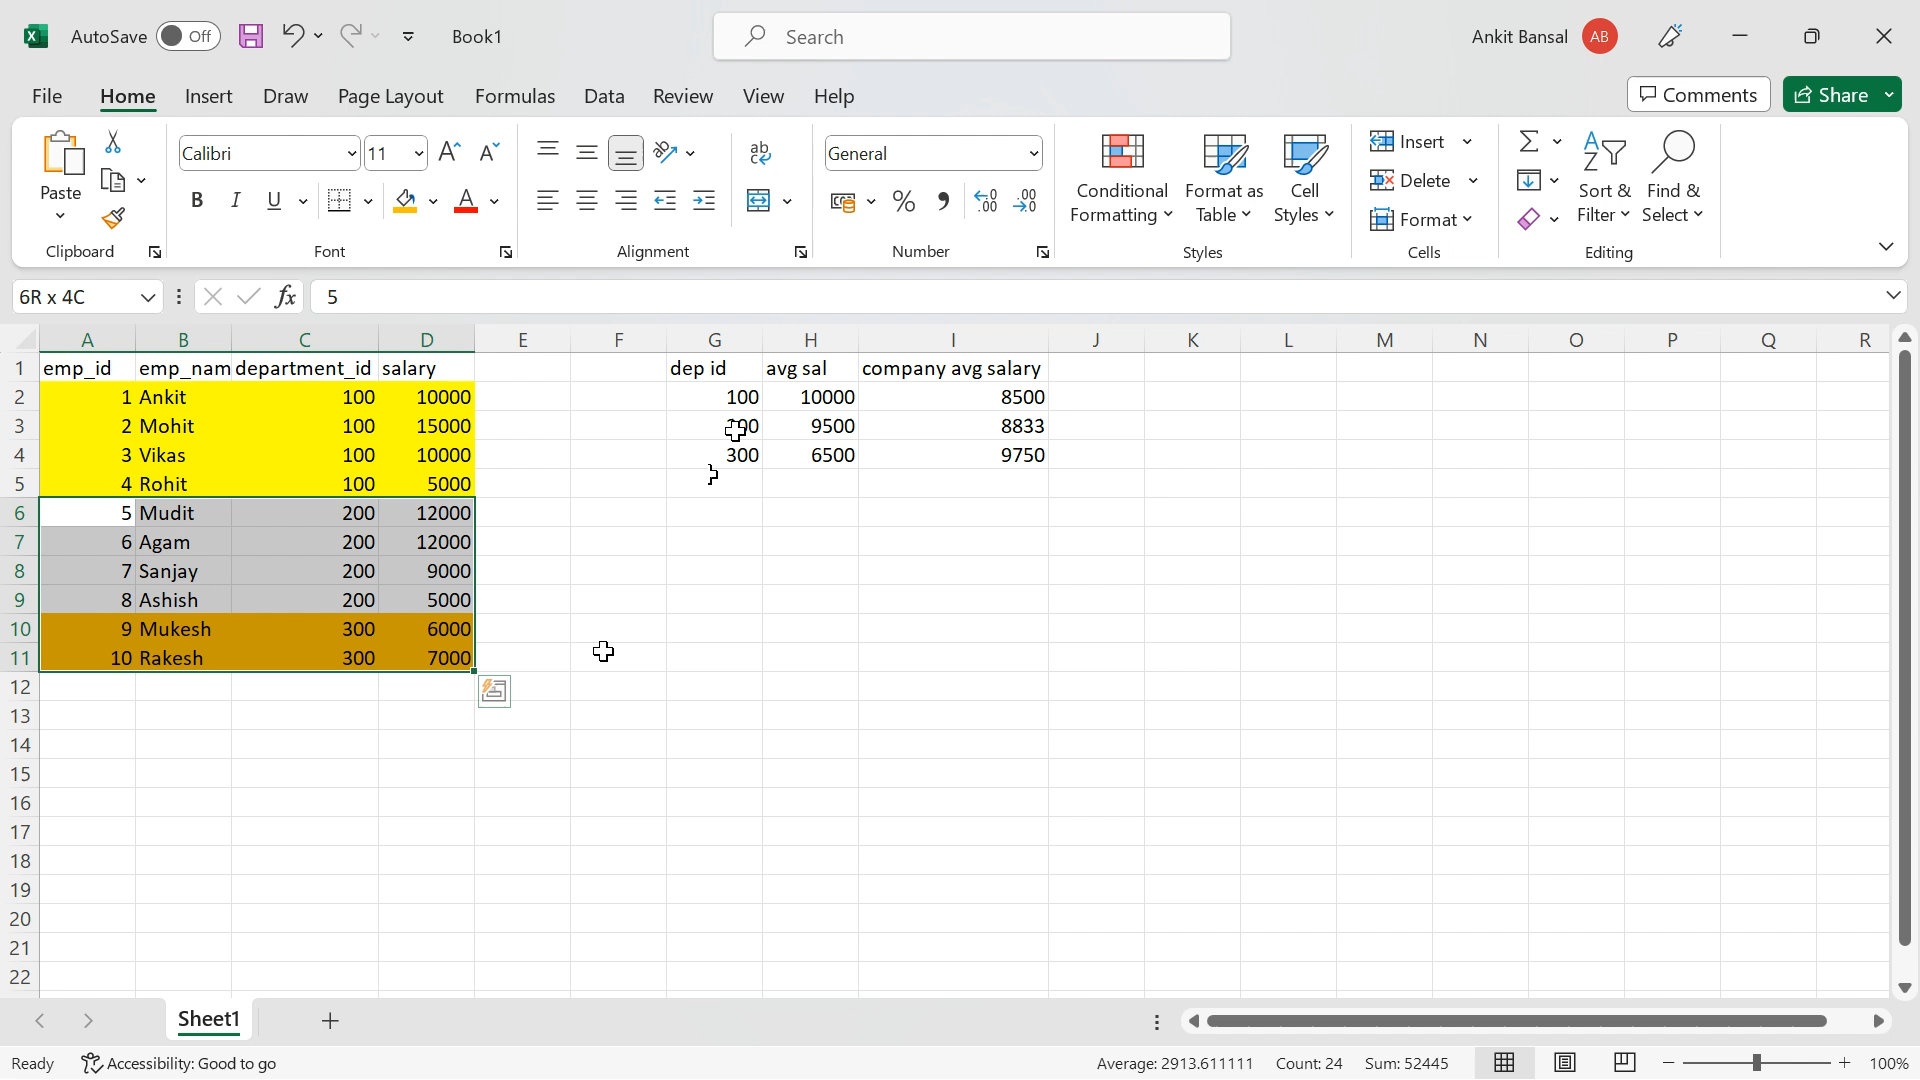 AutoSave Off Book1 Search Ankit Bansal AB
File Home Insert Draw Page Layout Formulas Data Review View Help Comments Share
Paste Calibri 11 General Conditional Formatting Format as Table Cell Styles Insert Delete Format Sort & Filter Find & Select
Clipboard Font Alignment Number Styles Cells Editing
6R x 4C fx 5
A B C D E F G H I J K L M N O P Q R
1 emp_id emp_nam department_id salary dep id avg sal company avg salary
2 1 Ankit 100 10000 100 10000 8500
3 2 Mohit 100 15000 9500 8833
4 3 Vikas 100 10000 300 6500 9750
5 4 Rohit 100 5000
6 5 Mudit 200 12000
7 6 Agam 200 12000
8 7 Sanjay 200 9000
9 8 Ashish 200 5000
10 9 Mukesh 300 6000
11 10 Rakesh 300 7000
12
13
14
15
16
17
18
19
20
21
22
Sheet1
Ready Accessibility: Good to go Average: 2913.611111 Count: 24 Sum: 52445 100%